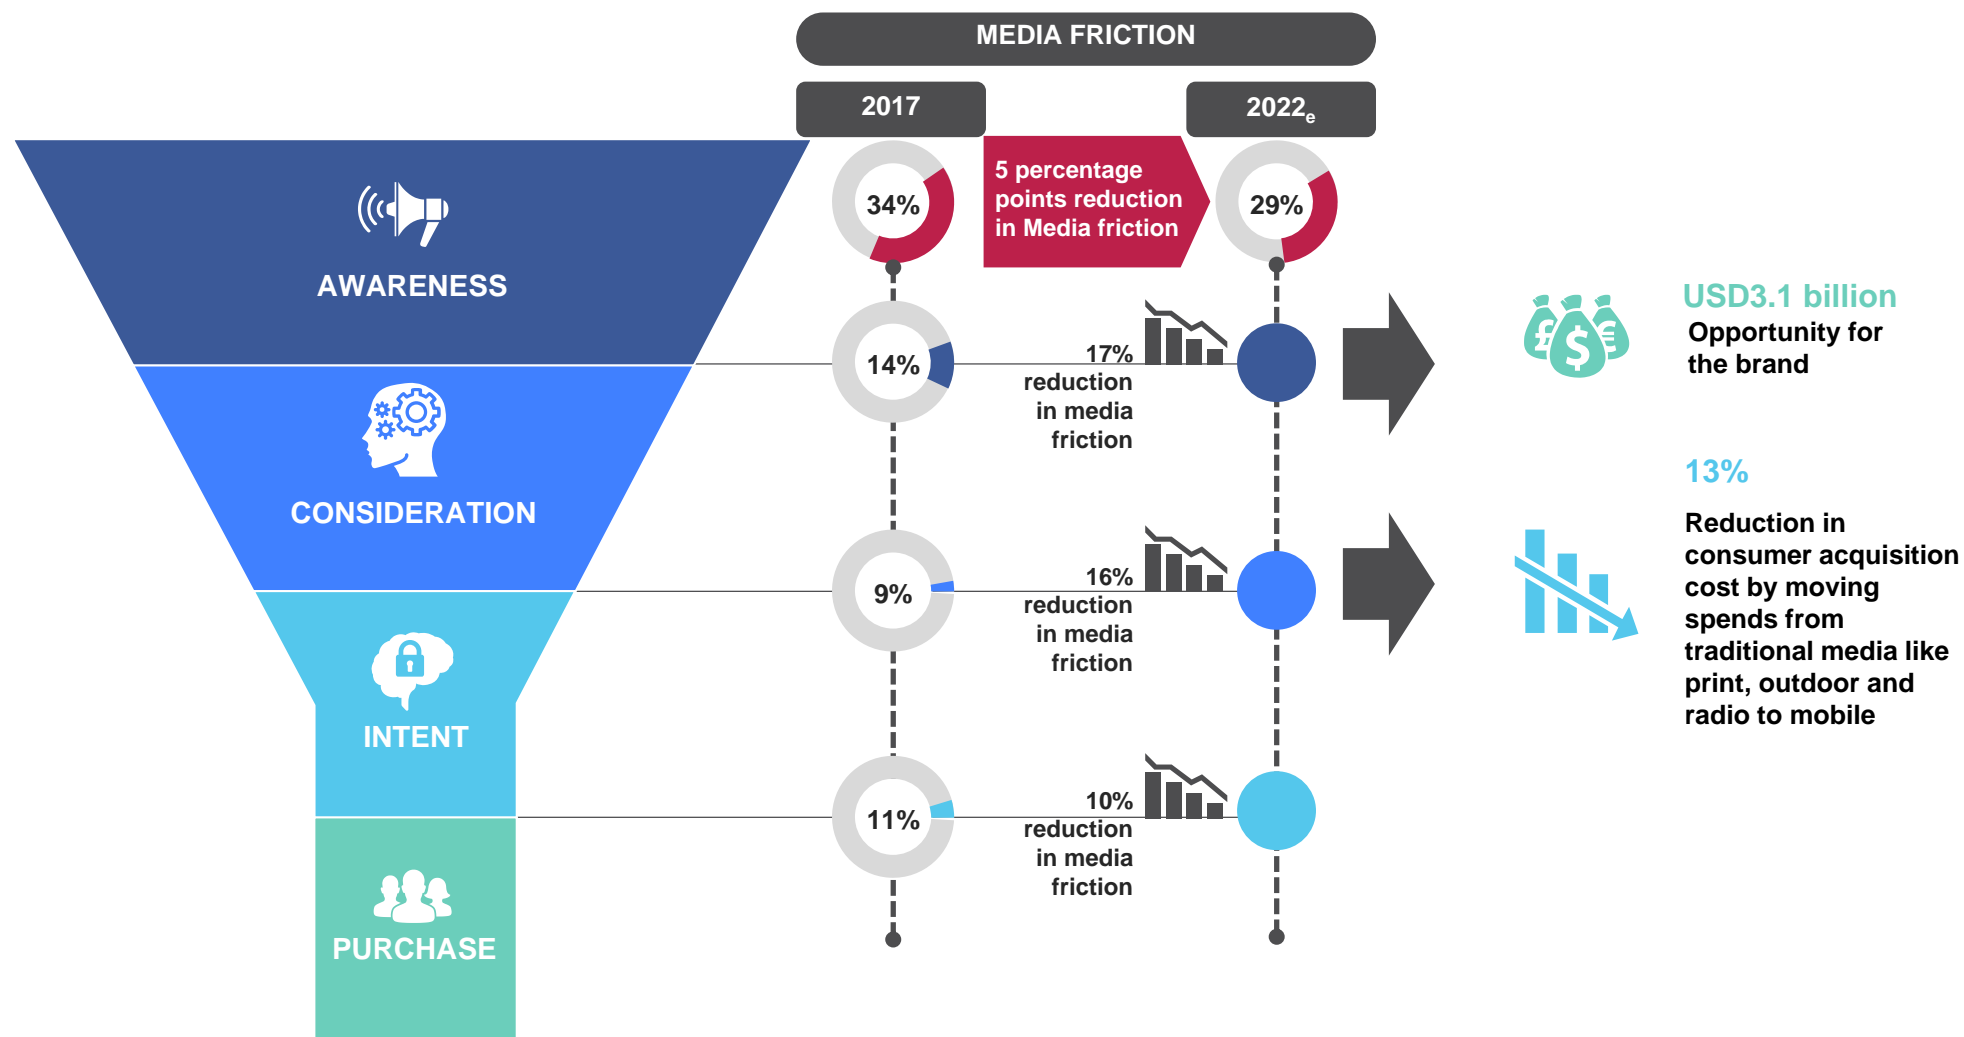 MEDIA FRICTION
2017
2022e
34%
5 percentage
points reduction
in Media friction
29%
AWARENESS
14%
17%
reduction
in media
friction
USD3.1 billion
Opportunity for
the brand
CONSIDERATION
9%
16%
reduction
in media
friction
13%
Reduction in
consumer acquisition
cost by moving
spends from
traditional media like
print, outdoor and
radio to mobile
INTENT
11%
10%
reduction
in media
friction
PURCHASE
£
$
€